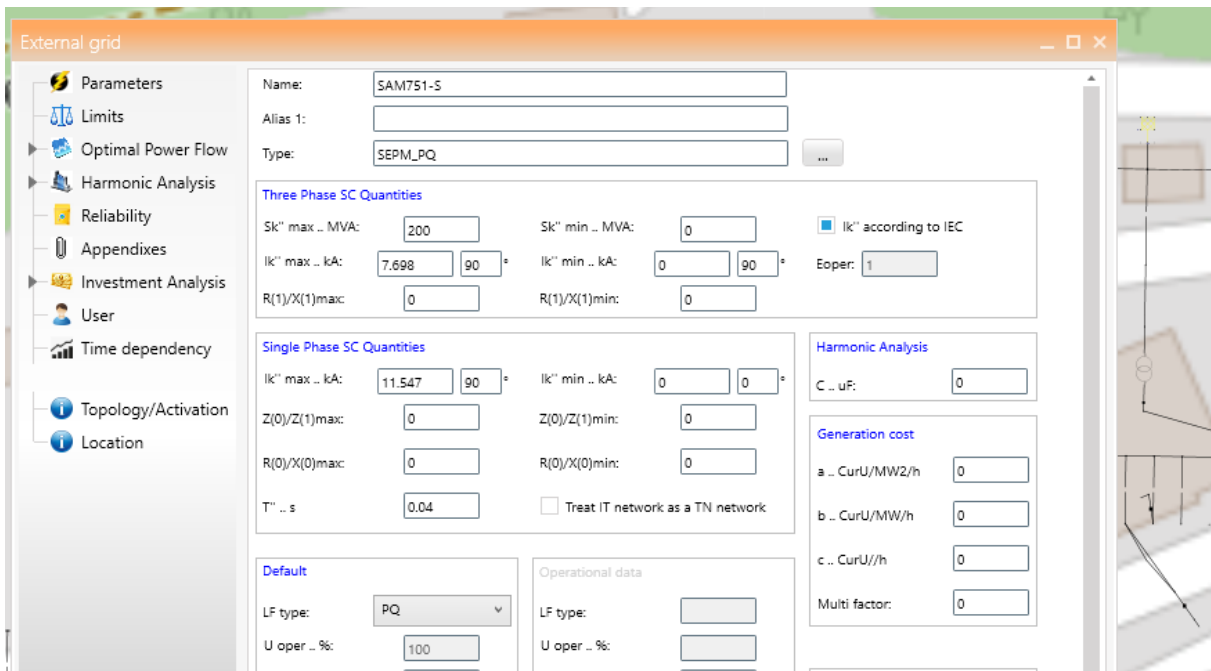 External grid
Parameters
Limits
Optimal Power Flow
Harmonic Analysis
Reliability
Appendixes
Investment Analysis
User
Time dependency
Topology/Activation
Location
Name: SAM751-S
Alias 1:
Type: SEPM_PQ ...
Three Phase SC Quantities
Sk'' max .. MVA: 200 Sk'' min .. MVA: 0 Ik'' according to IEC
Ik'' max .. kA: 7.698 90 ° Ik'' min .. kA: 0 90 ° Eoper: 1
R(1)/X(1)max: 0 R(1)/X(1)min: 0
Single Phase SC Quantities
Ik'' max .. kA: 11.547 90 ° Ik'' min .. kA: 0 0 °
Z(0)/Z(1)max: 0 Z(0)/Z(1)min: 0
R(0)/X(0)max: 0 R(0)/X(0)min: 0
T'' .. s 0.04 Treat IT network as a TN network
Harmonic Analysis
C .. uF: 0
Generation cost
a .. CurU/MW2/h 0
b .. CurU/MW/h 0
c .. CurU//h 0
Multi factor: 0
Default
LF type: PQ
U oper .. %: 100
Operational data
LF type:
U oper .. %: